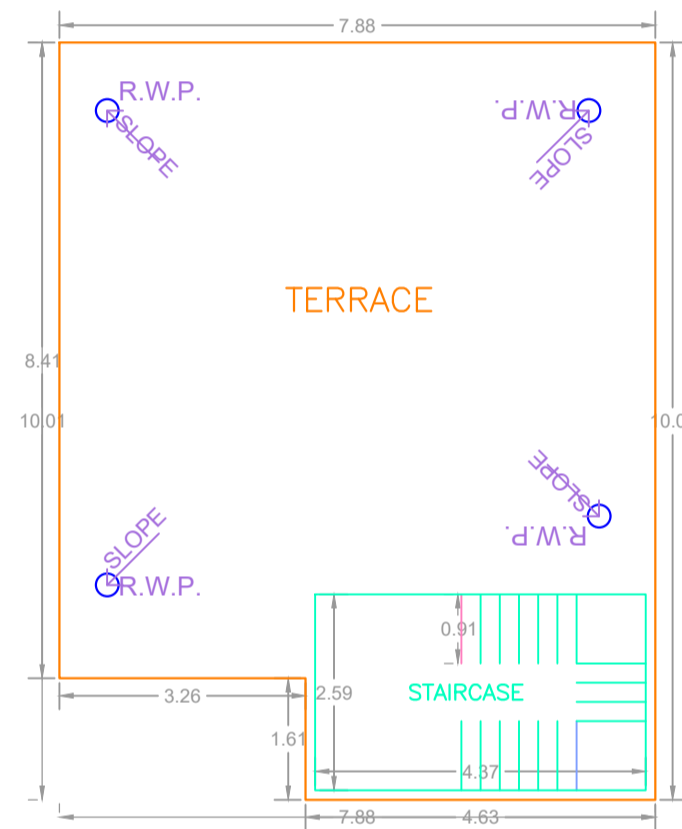 7.88
R.W.P.
R.W.P.
SLOPE
SLOPE
TERRACE
8.41
10.01
10.0
SLOPE
R.W.P.
SLOPE
R.W.P.
0.91
STAIRCASE
2.59
3.26
1.61
4.37
7.88
4.63